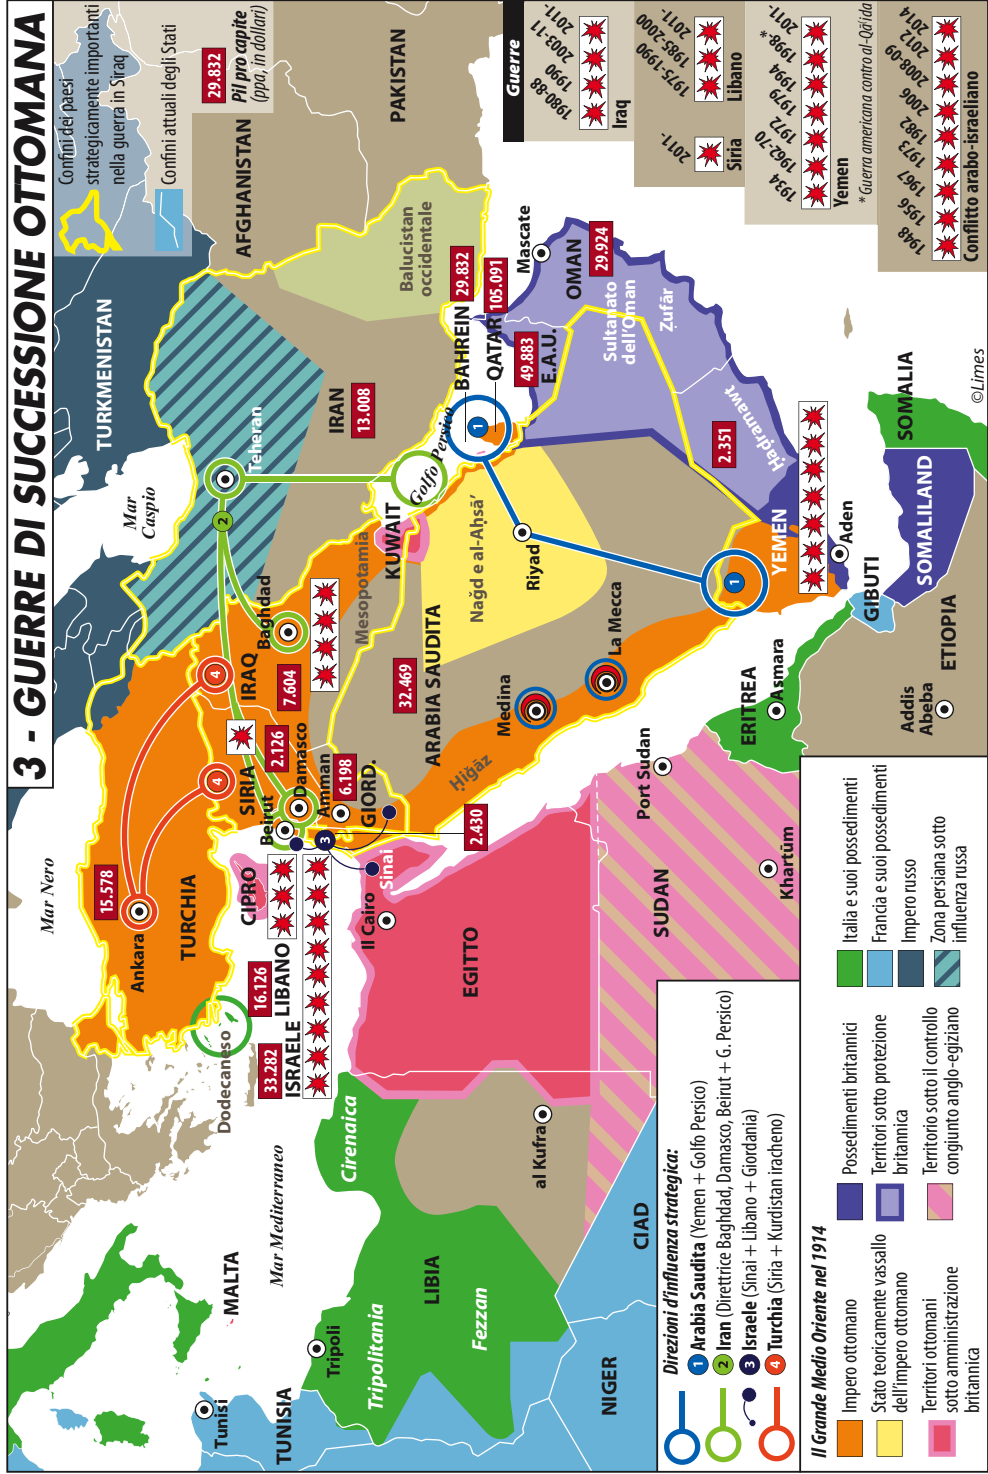 3 - GUERRE DI SUCCESSIONE OTTOMANA
Confini dei paesi
strategicamente importanti
nella guerra in Siraq
Confini attuali degli Stati
29.832
Pil pro capite
(ppa, in dollari)
Guerre
1980-88
1990
2003-11
2011-
Iraq
2011-
Siria
1975-1990
1985-2000
2011-
Libano
1934
1962-70
1972
1979
1994
1998*
2011-
Yemen
*Guerra americana contro al-Qā'ida
1948
1956
1967
1973
1982
2006
2008-09
2012
2014
Conflitto arabo-israeliano
Mar Nero
Mar
Caspio
TURKMENISTAN
AFGHANISTAN
PAKISTAN
15.578
Ankara
TURCHIA
Dodecaneso
CIPRO
4
4
2
Teheran
IRAN
13.008
Balucistan
occidentale
SIRIA
2.126
IRAQ
7.604
Baghdad
Mesopotamia
KUWAIT
Golfo Persico
BAHREIN
29.832
QATAR
105.091
49.883
E.A.U.
Mascate
OMAN
29.924
Sultanato
dell'Oman
Ẓufār
Beirut
Damasco
Amman
6.198
GIORD.
3
2.430
16.126
LIBANO
33.282
ISRAELE
Sinai
Il Cairo
EGITTO
ARABIA SAUDITA
32.469
Nağd e al-Aḥsā'
Riyad
1
1
Medina
La Mecca
Ḥiğāz
2.351
Ḥaḍramawt
YEMEN
Aden
Mar Mediterraneo
MALTA
Tunisi
TUNISIA
Tripoli
Tripolitania
Cirenaica
LIBIA
Fezzan
al Kufra
NIGER
CIAD
SUDAN
Port Sudan
Khartūm
ERITREA
Asmara
Addis
Abeba
ETIOPIA
GIBUTI
SOMALILAND
SOMALIA
©Limes
Direzioni d'influenza strategica:
1 Arabia Saudita (Yemen + Golfo Persico)
2 Iran (Direttrice Baghdad, Damasco, Beirut + G. Persico)
3 Israele (Sinai + Libano + Giordania)
4 Turchia (Siria + Kurdistan iracheno)
Il Grande Medio Oriente nel 1914
Impero ottomano
Stato teoricamente vassallo
dell'impero ottomano
Territori ottomani
sotto amministrazione
britannica
Possedimenti britannici
Territori sotto protezione
britannica
Territorio sotto il controllo
congiunto anglo-egiziano
Italia e suoi possedimenti
Francia e suoi possedimenti
Impero russo
Zona persiana sotto
influenza russa